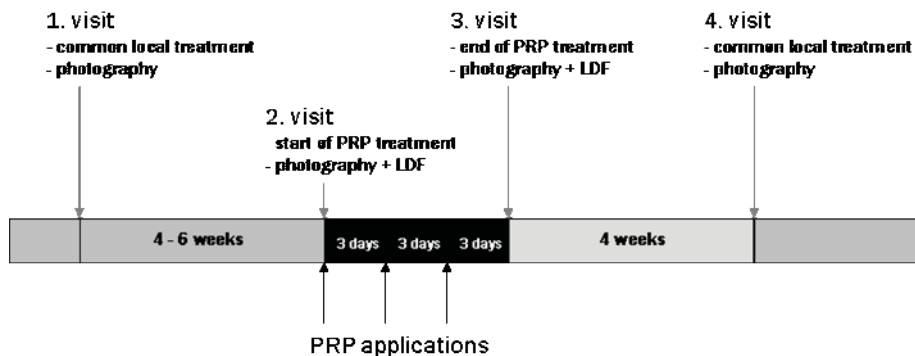 1. visit
- common local treatment
- photography
2. visit
start of PRP treatment
- photography + LDF
3. visit
- end of PRP treatment
- photography + LDF
4. visit
- common local treatment
- photography
4 - 6 weeks
3 days
3 days
3 days
4 weeks
PRP applications